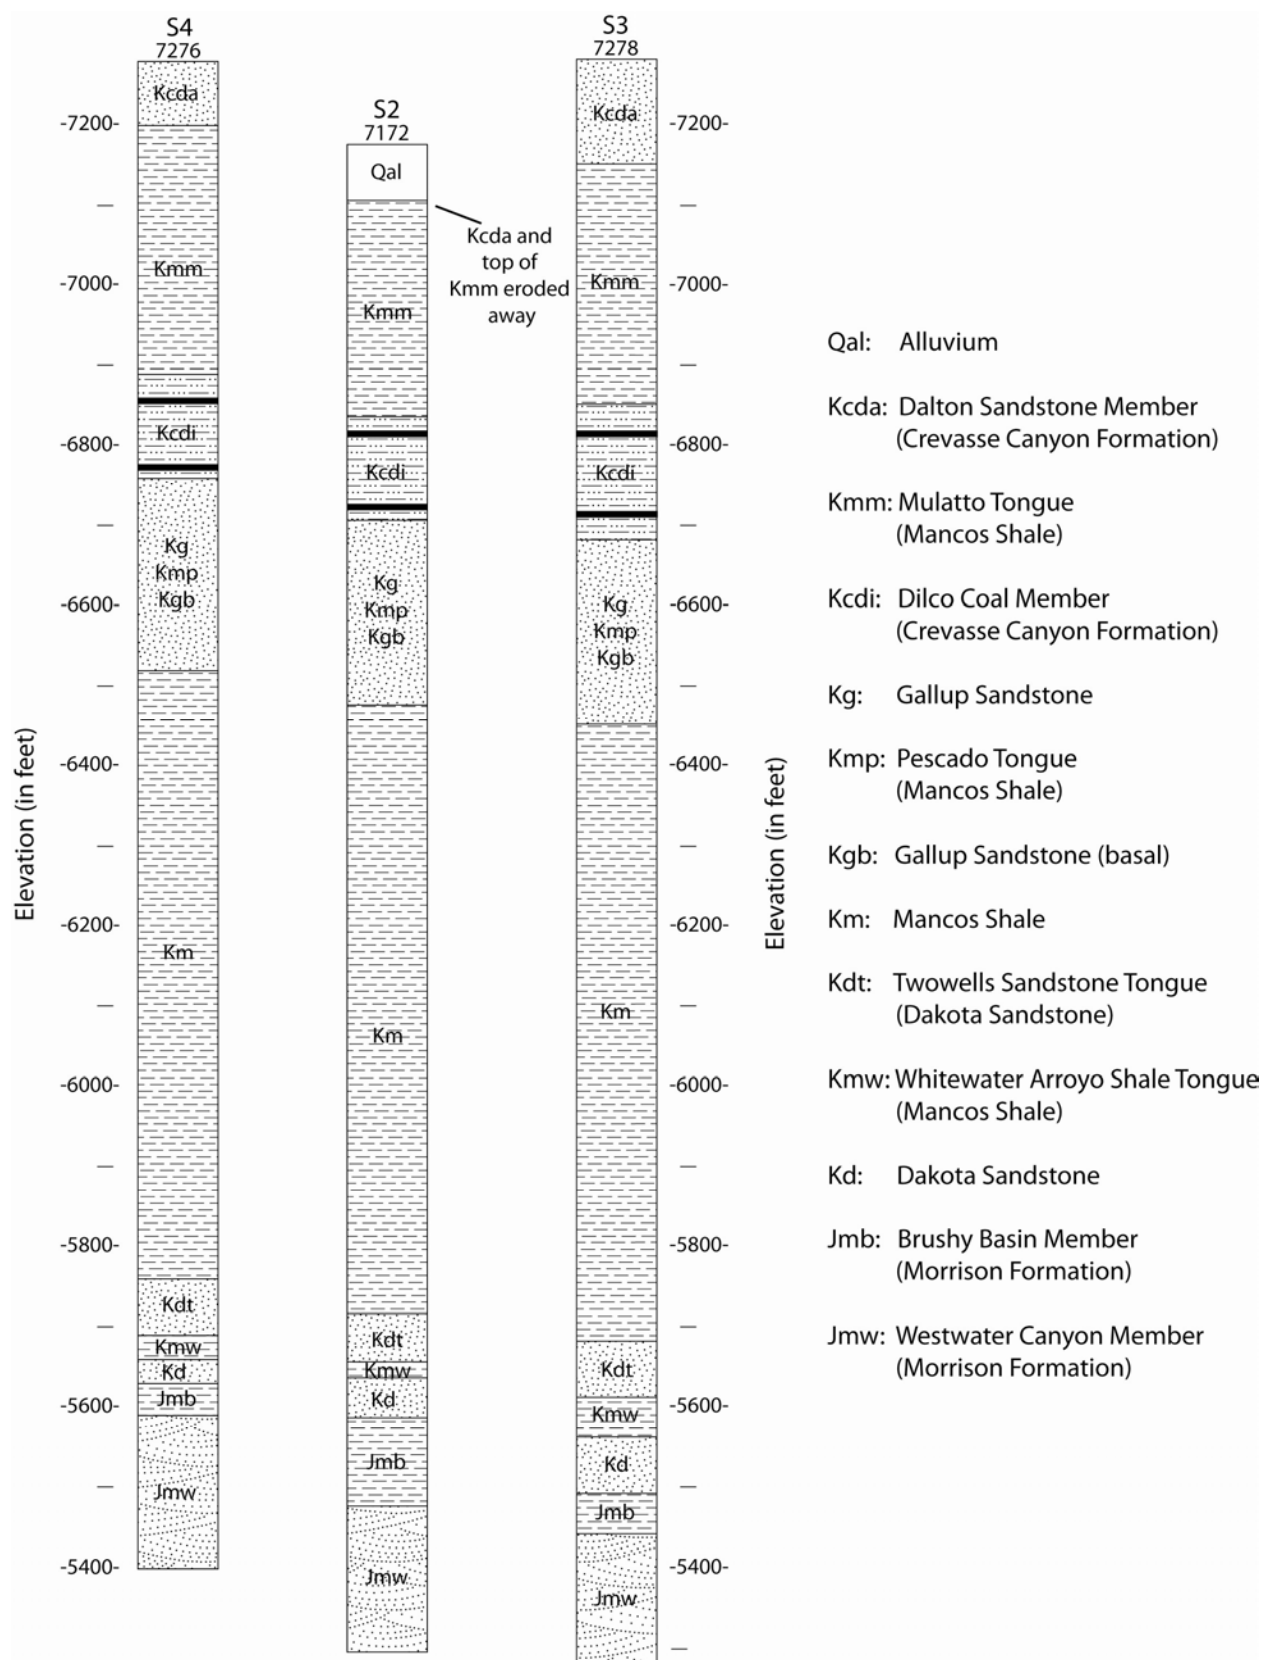 S4
7276
S2
7172
S3
7278
-7200-
-7000-
-6800-
-6600-
-6400-
-6200-
-6000-
-5800-
-5600-
-5400-
Elevation (in feet)
Kcda
Kmm
Kcdi
Kg
Kmp
Kgb
Km
Kdt
Kmw
Kd
Jmb
Jmw
Qal
Kmm
Kcdi
Kg
Kmp
Kgb
Km
Kdt
Kmw
Kd
Jmb
Jmw
Kcda and
top of
Kmm eroded
away
Kcda
Kmm
Kcdi
Kg
Kmp
Kgb
Km
Kdt
Kmw
Kd
Jmb
Jmw
-7200-
-7000-
-6800-
-6600-
-6400-
-6200-
-6000-
-5800-
-5600-
-5400-
Elevation (in feet)
Qal: Alluvium
Kcda: Dalton Sandstone Member
(Crevasse Canyon Formation)
Kmm: Mulatto Tongue
(Mancos Shale)
Kcdi: Dilco Coal Member
(Crevasse Canyon Formation)
Kg: Gallup Sandstone
Kmp: Pescado Tongue
(Mancos Shale)
Kgb: Gallup Sandstone (basal)
Km: Mancos Shale
Kdt: Twowells Sandstone Tongue
(Dakota Sandstone)
Kmw: Whitewater Arroyo Shale Tongue
(Mancos Shale)
Kd: Dakota Sandstone
Jmb: Brushy Basin Member
(Morrison Formation)
Jmw: Westwater Canyon Member
(Morrison Formation)